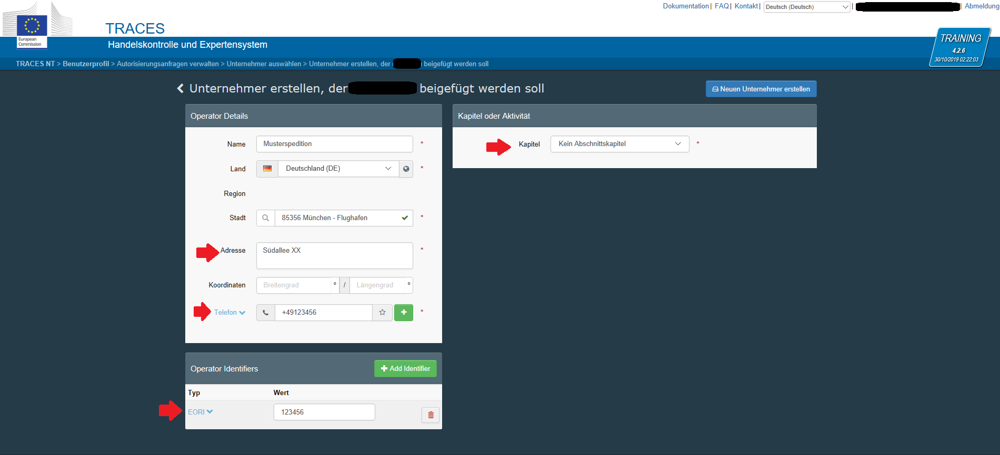 Dokumentation| FAQ| Kontakt| Deutsch (Deutsch) | | Abmeldung
European
Commission
TRACES
Handelskontrolle und Expertensystem
TRAINING
4.2.6
30/10/2019 02:22:03
TRACES NT > Benutzerprofil > Autorisierungsanfragen verwalten > Unternehmer auswählen > Unternehmer erstellen, der beigefügt werden soll
Unternehmer erstellen, der beigefügt werden soll
Neuen Unternehmer erstellen
Operator Details
Name Musterspedition *
Land Deutschland (DE) *
Region
Stadt 85356 München - Flughafen *
Adresse Südallee XX *
Koordinaten Breitengrad º / Längengrad º
Telefon +49123456 *
Kapitel oder Aktivität
Kapitel Kein Abschnittskapitel *
Operator Identifiers Add Identifier
Typ Wert
EORI 123456